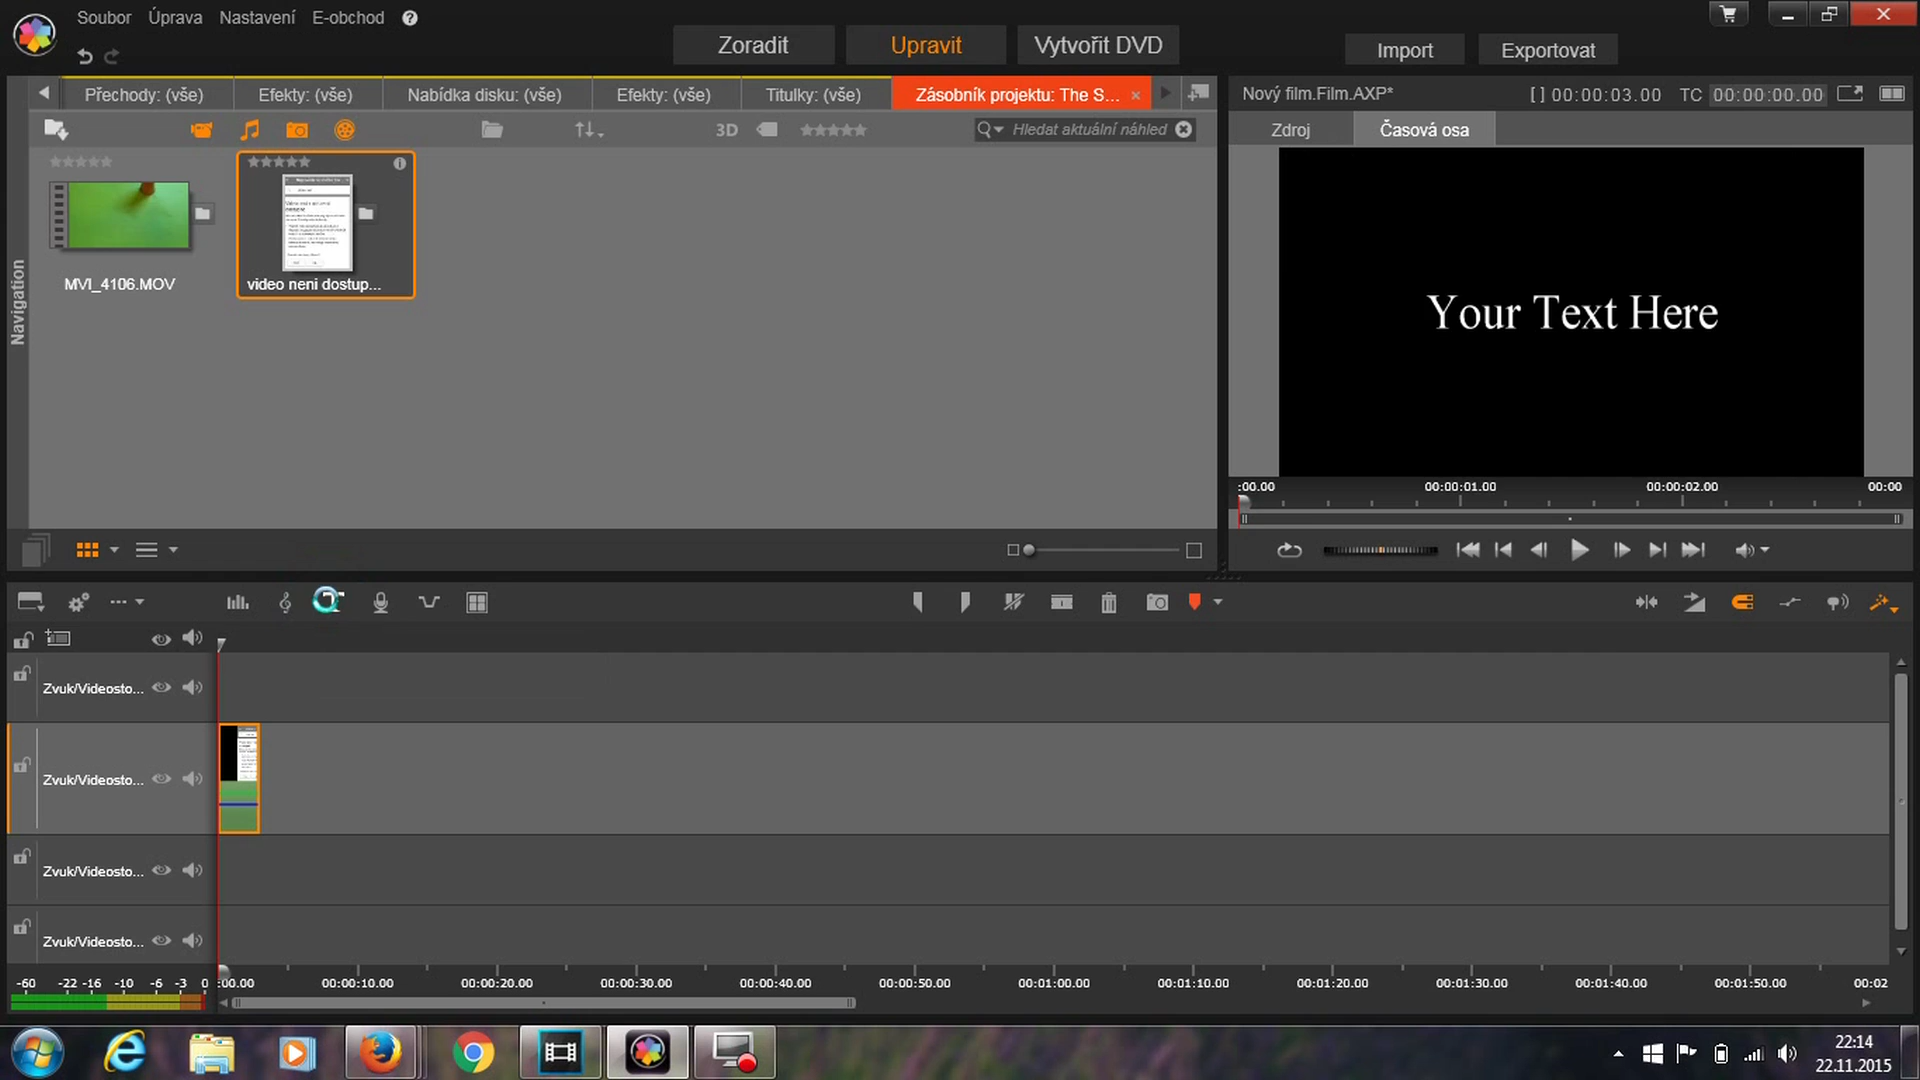 Soubor Úprava Nastavení E-obchod
Zoradit Upravit Vytvořit DVD
Import Exportovat
Přechody: (vše) Efekty: (vše) Nabídka disku: (vše) Efekty: (vše) Titulky: (vše) Zásobník projektu: The S... ×
Nový film.Film.AXP* [ ] 00:00:03.00 TC 00:00:00.00
3D Hledat aktuální náhled
Zdroj Časová osa
Navigation
MVI_4106.MOV video neni dostup...
Your Text Here
:00.00 00:00:01.00 00:00:02.00 00:00
Zvuk/Videosto...
Zvuk/Videosto...
Zvuk/Videosto...
Zvuk/Videosto...
-60 -22 -16 -10 -6 -3 0 :00.00 00:00:10.00 00:00:20.00 00:00:30.00 00:00:40.00 00:00:50.00 00:01:00.00 00:01:10.00 00:01:20.00 00:01:30.00 00:01:40.00 00:01:50.00 00:02
22:14
22.11.2015